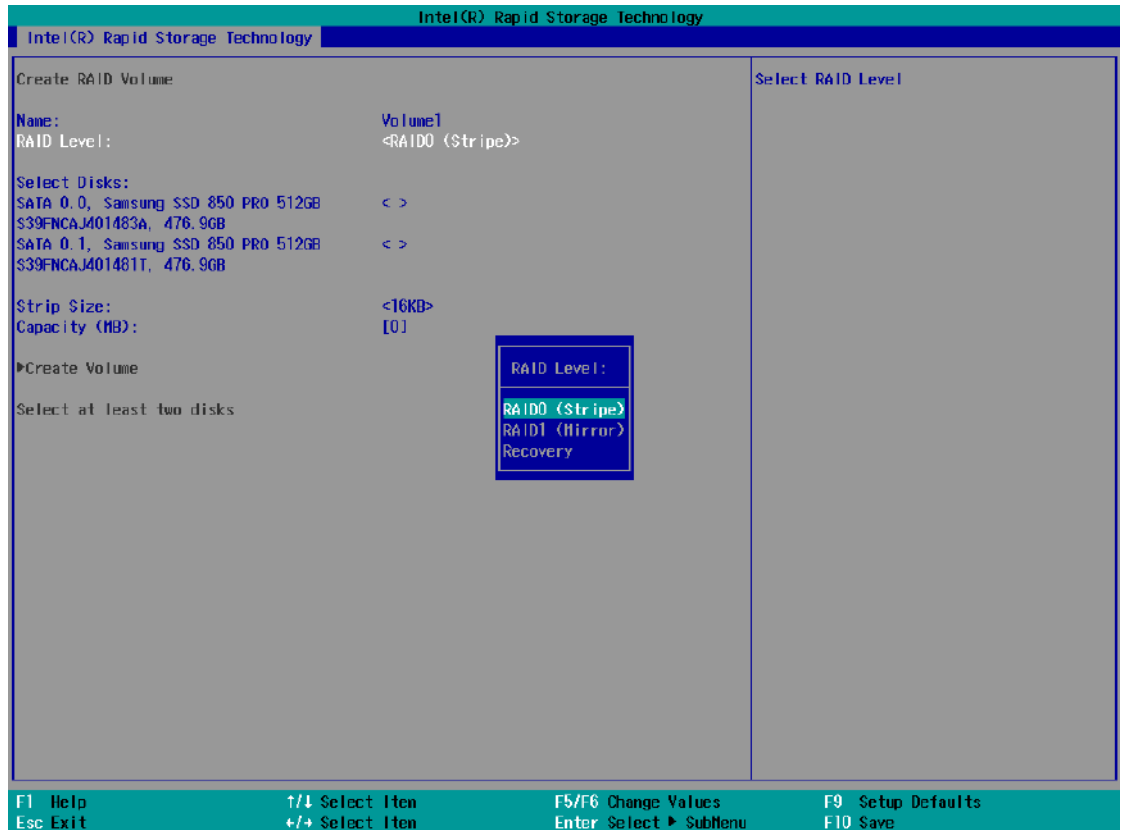 Intel(R) Rapid Storage Technology
Intel(R) Rapid Storage Technology
Create RAID Volume
Select RAID Level
Name: Volume1
RAID Level: <RAID0 (Stripe)>
Select Disks:
SATA 0.0, Samsung SSD 850 PRO 512GB < >
S39FNCAJ401483A, 476.9GB
SATA 0.1, Samsung SSD 850 PRO 512GB < >
S39FNCAJ401481T, 476.9GB
Strip Size: <16KB>
Capacity (MB): [0]
▶Create Volume
Select at least two disks
RAID Level:
RAID0 (Stripe)
RAID1 (Mirror)
Recovery
F1 Help ↑/↓ Select Item F5/F6 Change Values F9 Setup Defaults
Esc Exit ←/→ Select Item Enter Select ▶ SubMenu F10 Save